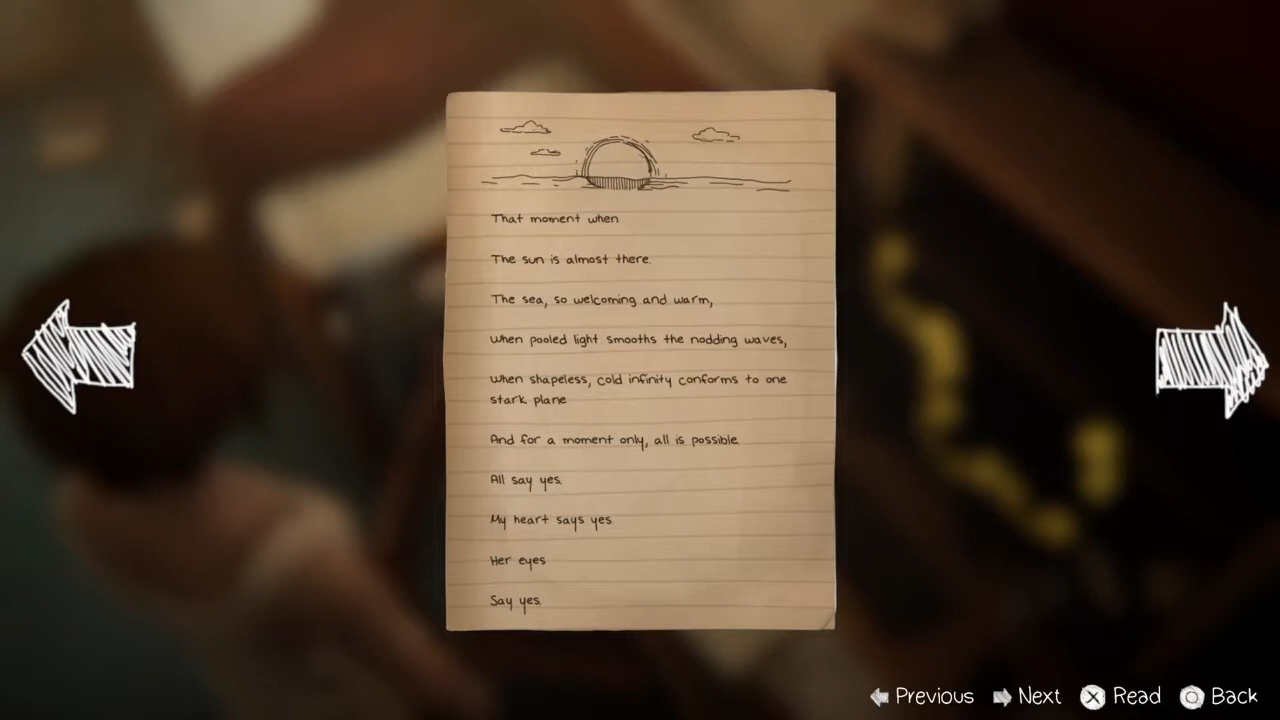 That moment when
The sun is almost there.
The sea, so welcoming and warm,
When pooled light smooths the nodding waves,
When shapeless, cold infinity conforms to one
stark plane
And for a moment only, all is possible.
All say yes.
My heart says yes.
Her eyes
Say yes.
Previous Next X Read Back